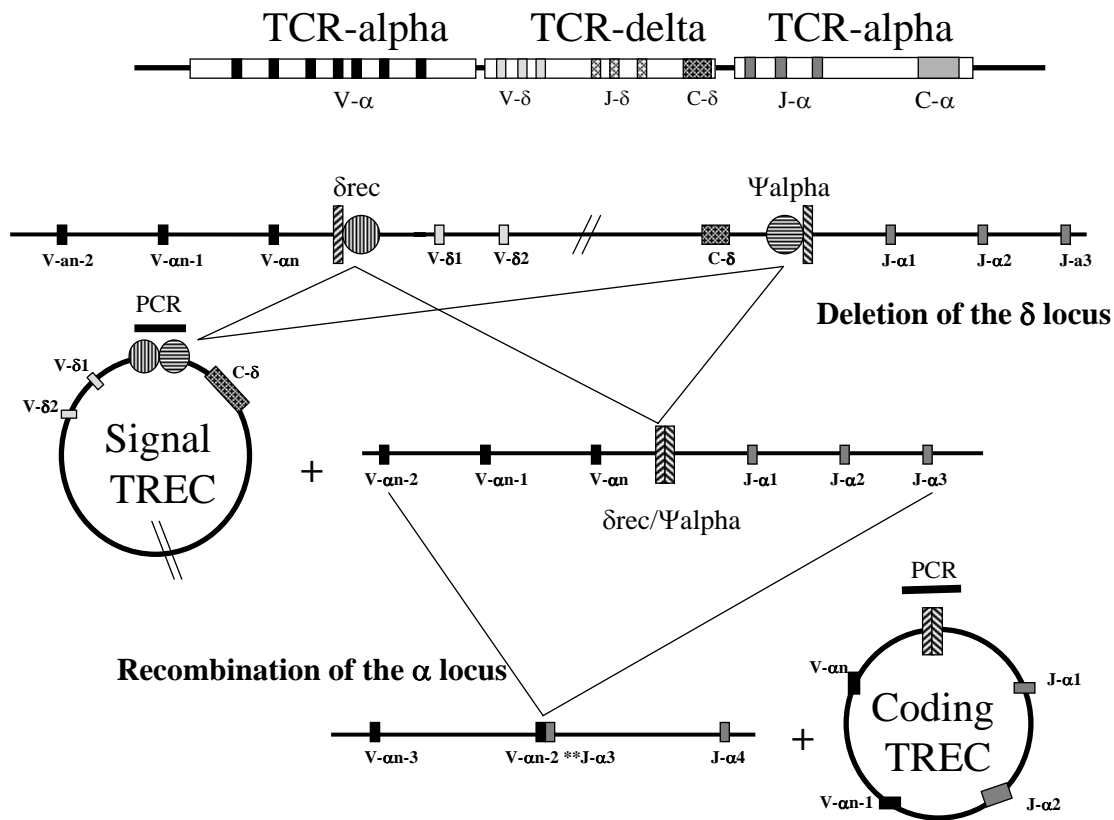 TCR-alpha TCR-delta TCR-alpha
V-α V-δ J-δ C-δ J-α C-α
δrec Ψalpha
V-an-2 V-αn-1 V-αn V-δ1 V-δ2 C-δ J-α1 J-α2 J-a3
PCR
Deletion of the δ locus
V-δ1 C-δ
V-δ2
Signal
TREC
+
V-αn-2 V-αn-1 V-αn J-α1 J-α2 J-α3
δrec/Ψalpha
PCR
Recombination of the α locus
V-αn J-α1
Coding
TREC
+
V-αn-3 V-αn-2 **J-α3 J-α4
V-αn-1 J-α2